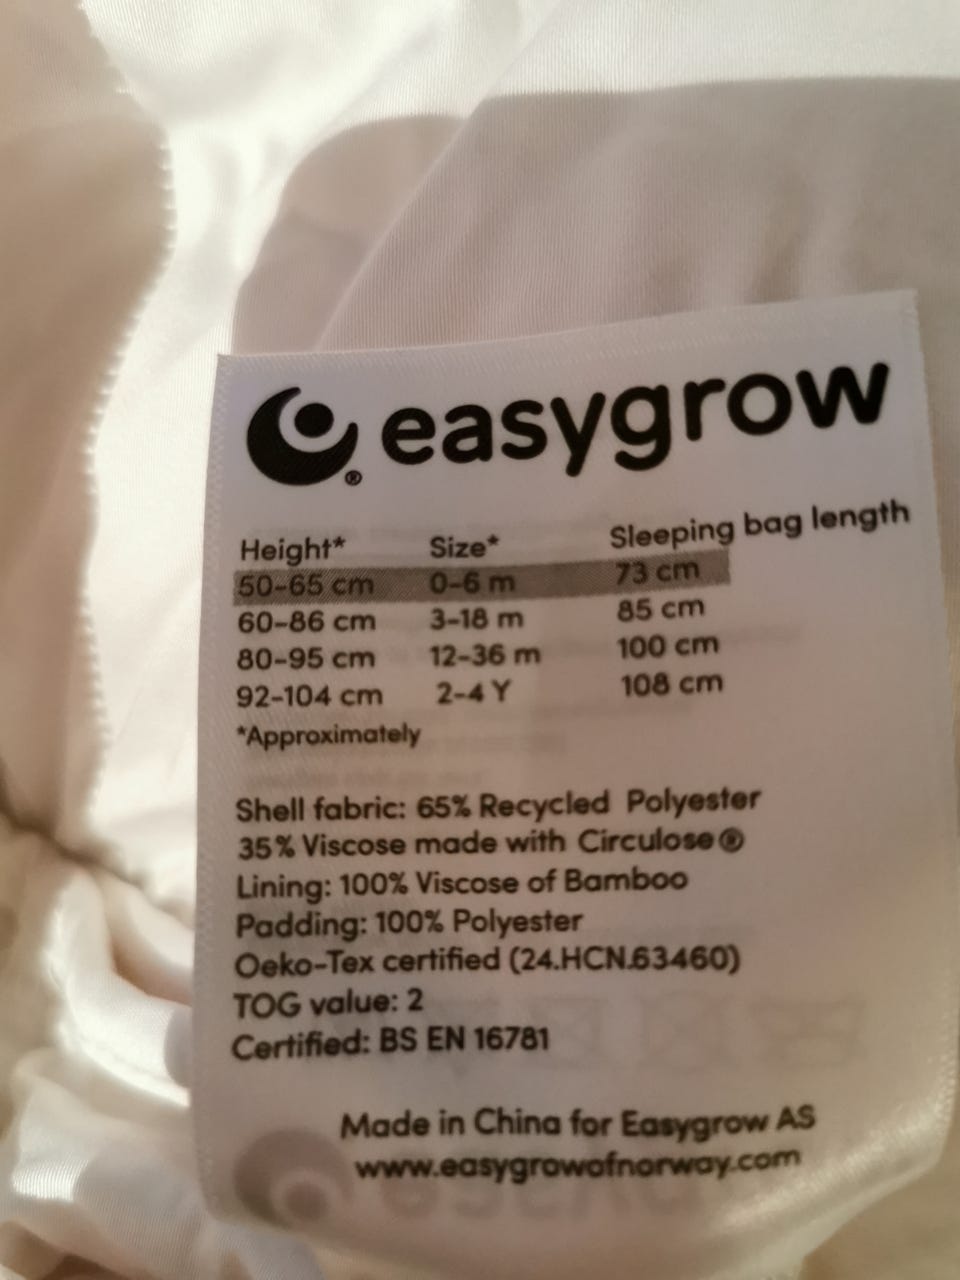 easygrow
®
Height* Size* Sleeping bag length
50-65 cm 0-6 m 73 cm
60-86 cm 3-18 m 85 cm
80-95 cm 12-36 m 100 cm
92-104 cm 2-4 Y 108 cm
*Approximately
Shell fabric: 65% Recycled Polyester
35% Viscose made with Circulose®
Lining: 100% Viscose of Bamboo
Padding: 100% Polyester
Oeko-Tex certified (24.HCN.63460)
TOG value: 2
Certified: BS EN 16781
Made in China for Easygrow AS
www.easygrowofnorway.com